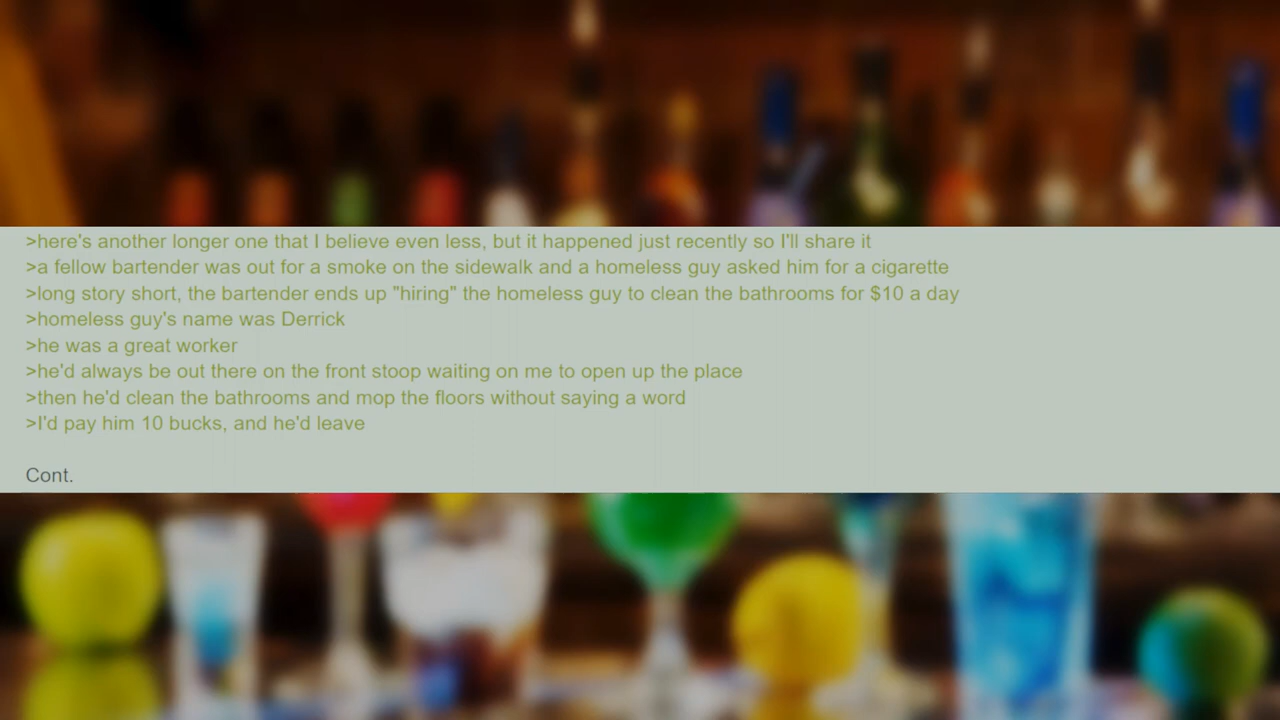 >here's another longer one that I believe even less, but it happened just recently so I'll share it
>a fellow bartender was out for a smoke on the sidewalk and a homeless guy asked him for a cigarette
>long story short, the bartender ends up "hiring" the homeless guy to clean the bathrooms for $10 a day
>homeless guy's name was Derrick
>he was a great worker
>he'd always be out there on the front stoop waiting on me to open up the place
>then he'd clean the bathrooms and mop the floors without saying a word
>I'd pay him 10 bucks, and he'd leave
Cont.